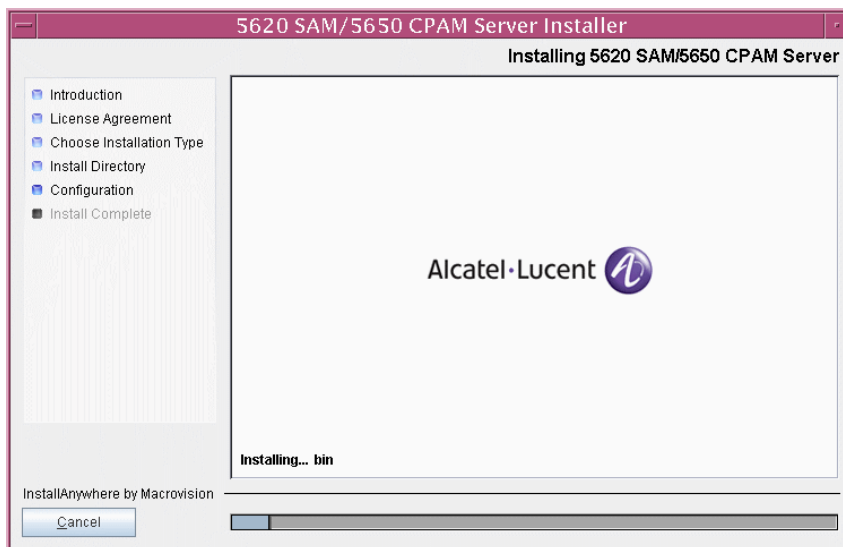 5620 SAM/5650 CPAM Server Installer
Installing 5620 SAM/5650 CPAM Server
Introduction
License Agreement
Choose Installation Type
Install Directory
Configuration
Install Complete
Alcatel·Lucent
Installing... bin
InstallAnywhere by Macrovision
Cancel